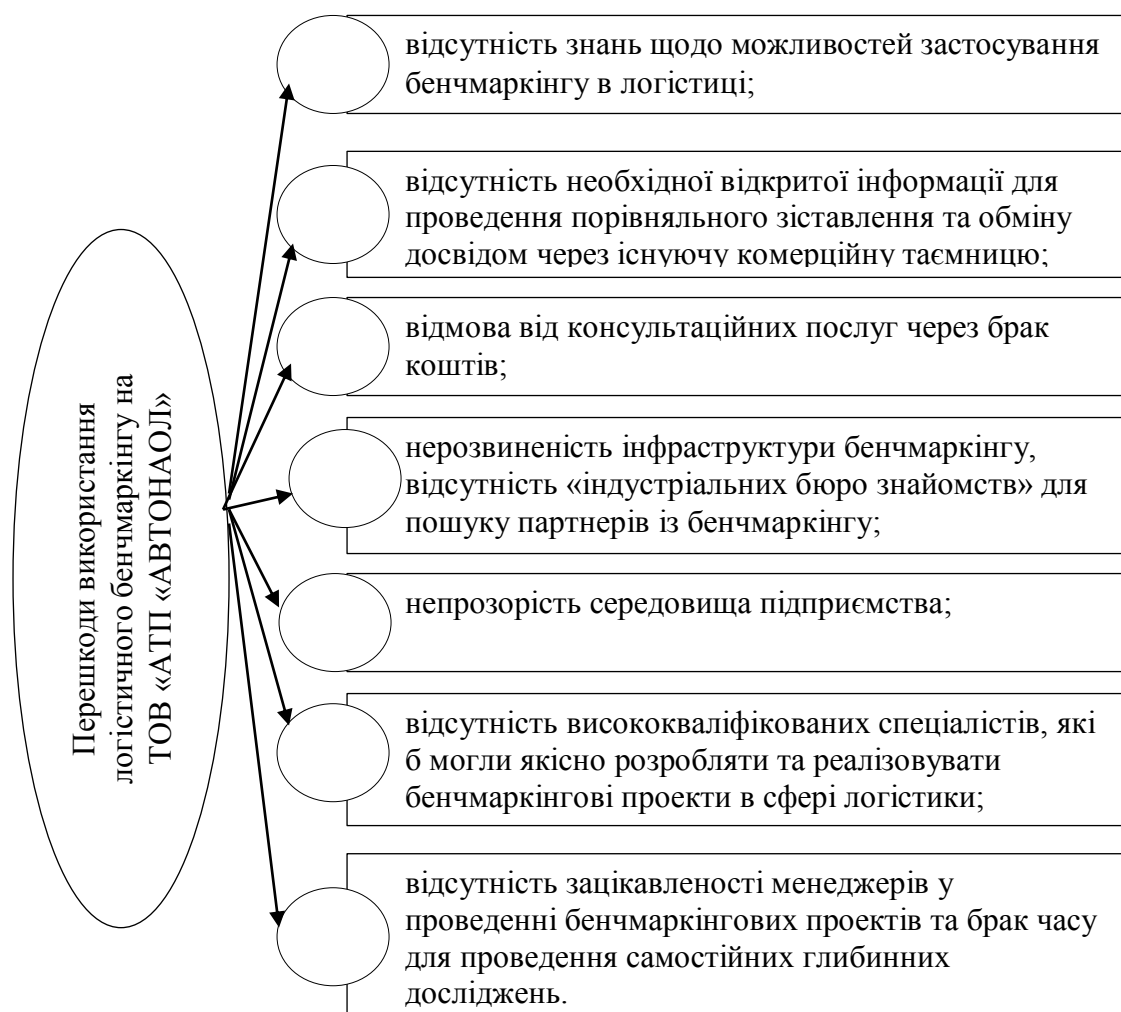 Перешкоди використання
логістичного бенчмаркінгу на
ТОВ «АТП «АВТОНАОЛ»
відсутність знань щодо можливостей застосування
бенчмаркінгу в логістиці;
відсутність необхідної відкритої інформації для
проведення порівняльного зіставлення та обміну
досвідом через існуючу комерційну таємницю;
відмова від консультаційних послуг через брак
коштів;
нерозвиненість інфраструктури бенчмаркінгу,
відсутність «індустріальних бюро знайомств» для
пошуку партнерів із бенчмаркінгу;
непрозорість середовища підприємства;
відсутність висококваліфікованих спеціалістів, які
б могли якісно розробляти та реалізовувати
бенчмаркінгові проекти в сфері логістики;
відсутність зацікавленості менеджерів у
проведенні бенчмаркінгових проектів та брак часу
для проведення самостійних глибинних
досліджень.